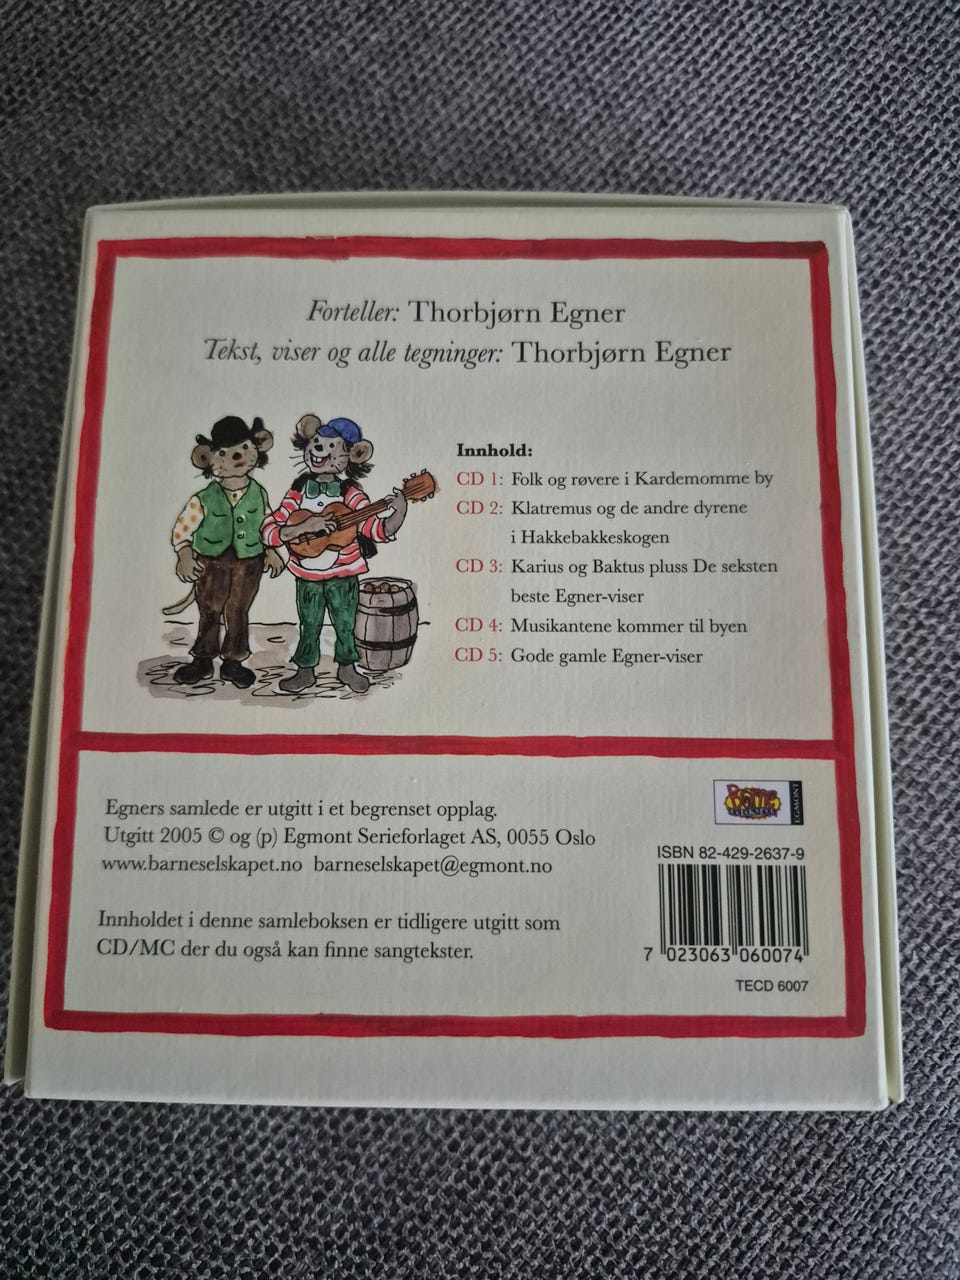 Forteller: Thorbjørn Egner
Tekst, viser og alle tegninger: Thorbjørn Egner
Innhold:
CD 1: Folk og røvere i Kardemomme by
CD 2: Klatremus og de andre dyrene
i Hakkebakkeskogen
CD 3: Karius og Baktus pluss De seksten
beste Egner-viser
CD 4: Musikantene kommer til byen
CD 5: Gode gamle Egner-viser
Egners samlede er utgitt i et begrenset opplag.
Utgitt 2005 © og (p) Egmont Serieforlaget AS, 0055 Oslo
www.barneselskapet.no barneselskapet@egmont.no
Innholdet i denne samleboksen er tidligere utgitt som
CD/MC der du også kan finne sangtekster.
Barne
EGMONT
ISBN 82-429-2637-9
7 023063 060074
TECD 6007